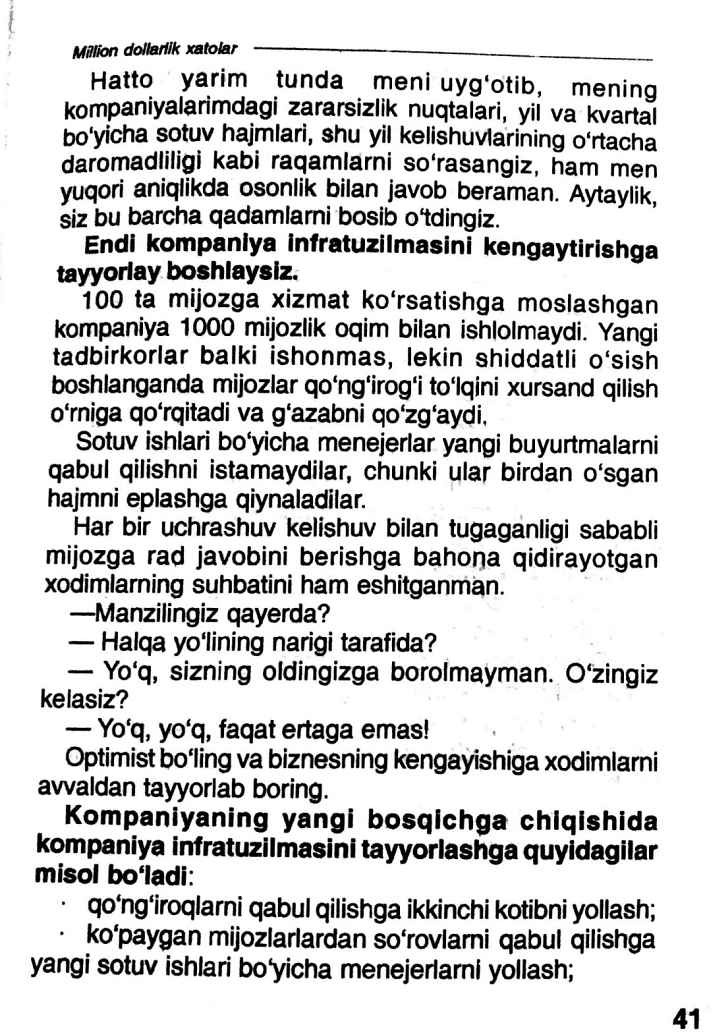 Million dollarlik xatolar
Hatto yarim tunda meni uyg‘otib, mening
kompaniyalarimdagi zararsizlik nuqtalari, yil va kvartal
bo‘yicha sotuv hajmlari, shu yil kelishuvlarining o‘rtacha
daromadliligi kabi raqamlarni so‘rasangiz, ham men
yuqori aniqlikda osonlik bilan javob beraman. Aytaylik,
siz bu barcha qadamlarni bosib o‘tdingiz.
Endi kompaniya infratuzilmasini kengaytirishga
tayyorlay boshlaysiz.
100 ta mijozga xizmat ko‘rsatishga moslashgan
kompaniya 1000 mijozlik oqim bilan ishlolmaydi. Yangi
tadbirkorlar balki ishonmas, lekin shiddatli o‘sish
boshlanganda mijozlar qo‘ng‘irog‘i to‘lqini xursand qilish
o‘rniga qo‘rqitadi va g‘azabni qo‘zg‘aydi.
Sotuv ishlari bo‘yicha menejerlar yangi buyurtmalarni
qabul qilishni istamaydilar, chunki ular birdan o‘sgan
hajmni eplashga qiynaladilar.
Har bir uchrashuv kelishuv bilan tugaganligi sababli
mijozga rad javobini berishga bahona qidirayotgan
xodimlarning suhbatini ham eshitganman.
—Manzilingiz qayerda?
— Halqa yo‘lining narigi tarafida?
— Yo‘q, sizning oldingizga borolmayman. O‘zingiz
kelasiz?
— Yo‘q, yo‘q, faqat ertaga emas!
Optimist bo‘ling va biznesning kengayishiga xodimlarni
avvaldan tayyorlab boring.
Kompaniyaning yangi bosqichga chiqishida
kompaniya infratuzilmasini tayyorlashga quyidagilar
misol bo‘ladi:
· qo‘ng‘iroqlarni qabul qilishga ikkinchi kotibni yollash;
· ko‘paygan mijozlarlardan so‘rovlarni qabul qilishga
yangi sotuv ishlari bo‘yicha menejerlarni yollash;
41